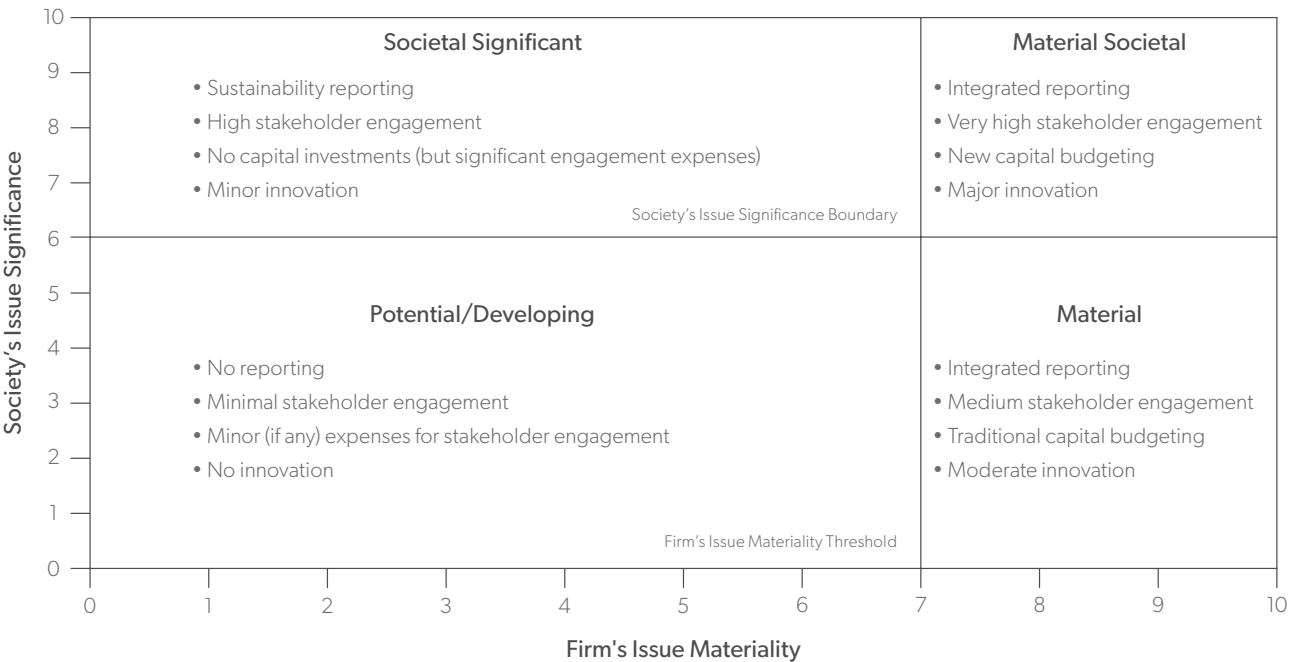 Society's Issue Significance
10
9
8
7
6
5
4
3
2
1
0
Societal Significant
• Sustainability reporting
• High stakeholder engagement
• No capital investments (but significant engagement expenses)
• Minor innovation
Society's Issue Significance Boundary
Material Societal
• Integrated reporting
• Very high stakeholder engagement
• New capital budgeting
• Major innovation
Potential/Developing
• No reporting
• Minimal stakeholder engagement
• Minor (if any) expenses for stakeholder engagement
• No innovation
Firm's Issue Materiality Threshold
Material
• Integrated reporting
• Medium stakeholder engagement
• Traditional capital budgeting
• Moderate innovation
0 1 2 3 4 5 6 7 8 9 10
Firm's Issue Materiality